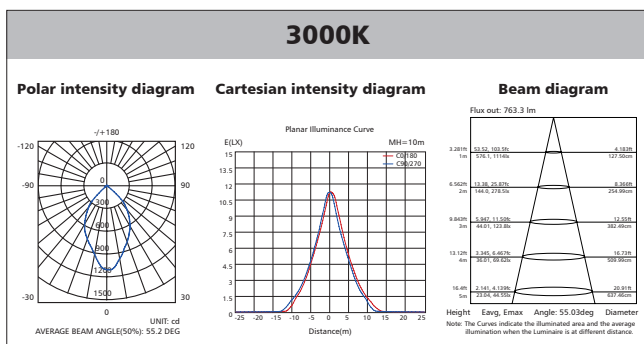 3000K
Polar intensity diagram
-/+180
-120
120
-90
90
0
300
600
900
1200
1500
-30
30
0
UNIT: cd
AVERAGE BEAM ANGLE(50%): 55.2 DEG
Cartesian intensity diagram
Planar Illuminance Curve
E(LX)
MH=10m
C0/180
C90/270
15
13.5
12
10.5
9
7.5
6
4.5
3
1.5
0
-25 -20 -15 -10 -5 0 5 10 15 20 25
Distance(m)
Beam diagram
Flux out: 763.3 lm
3.281ft 53.52, 103.5fc 4.183ft
1m 576.1, 1114lx 127.50cm
6.562ft 13.38, 25.87fc 8.366ft
2m 144.0, 278.5lx 254.99cm
9.843ft 5.947, 11.50fc 12.55ft
3m 44.01, 123.8lx 382.49cm
13.12ft 3.345, 6.467fc 16.73ft
4m 36.01, 69.62lx 509.99cm
16.4ft 2.141, 4.139fc 20.91ft
5m 23.04, 44.55lx 637.46cm
Height Eavg, Emax Angle: 55.03deg Diameter
Note: The Curves indicate the illuminated area and the average
illumination when the Luminaire is at different distance.